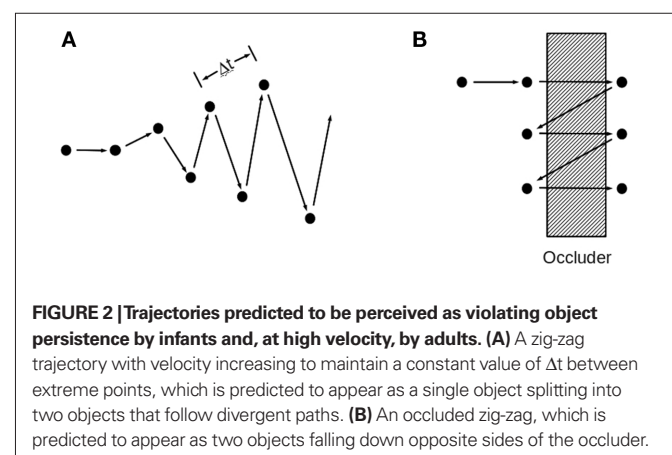 A
B
Δt
Occluder
FIGURE 2 | Trajectories predicted to be perceived as violating object
persistence by infants and, at high velocity, by adults. (A) A zig-zag
trajectory with velocity increasing to maintain a constant value of Δt between
extreme points, which is predicted to appear as a single object splitting into
two objects that follow divergent paths. (B) An occluded zig-zag, which is
predicted to appear as two objects falling down opposite sides of the occluder.